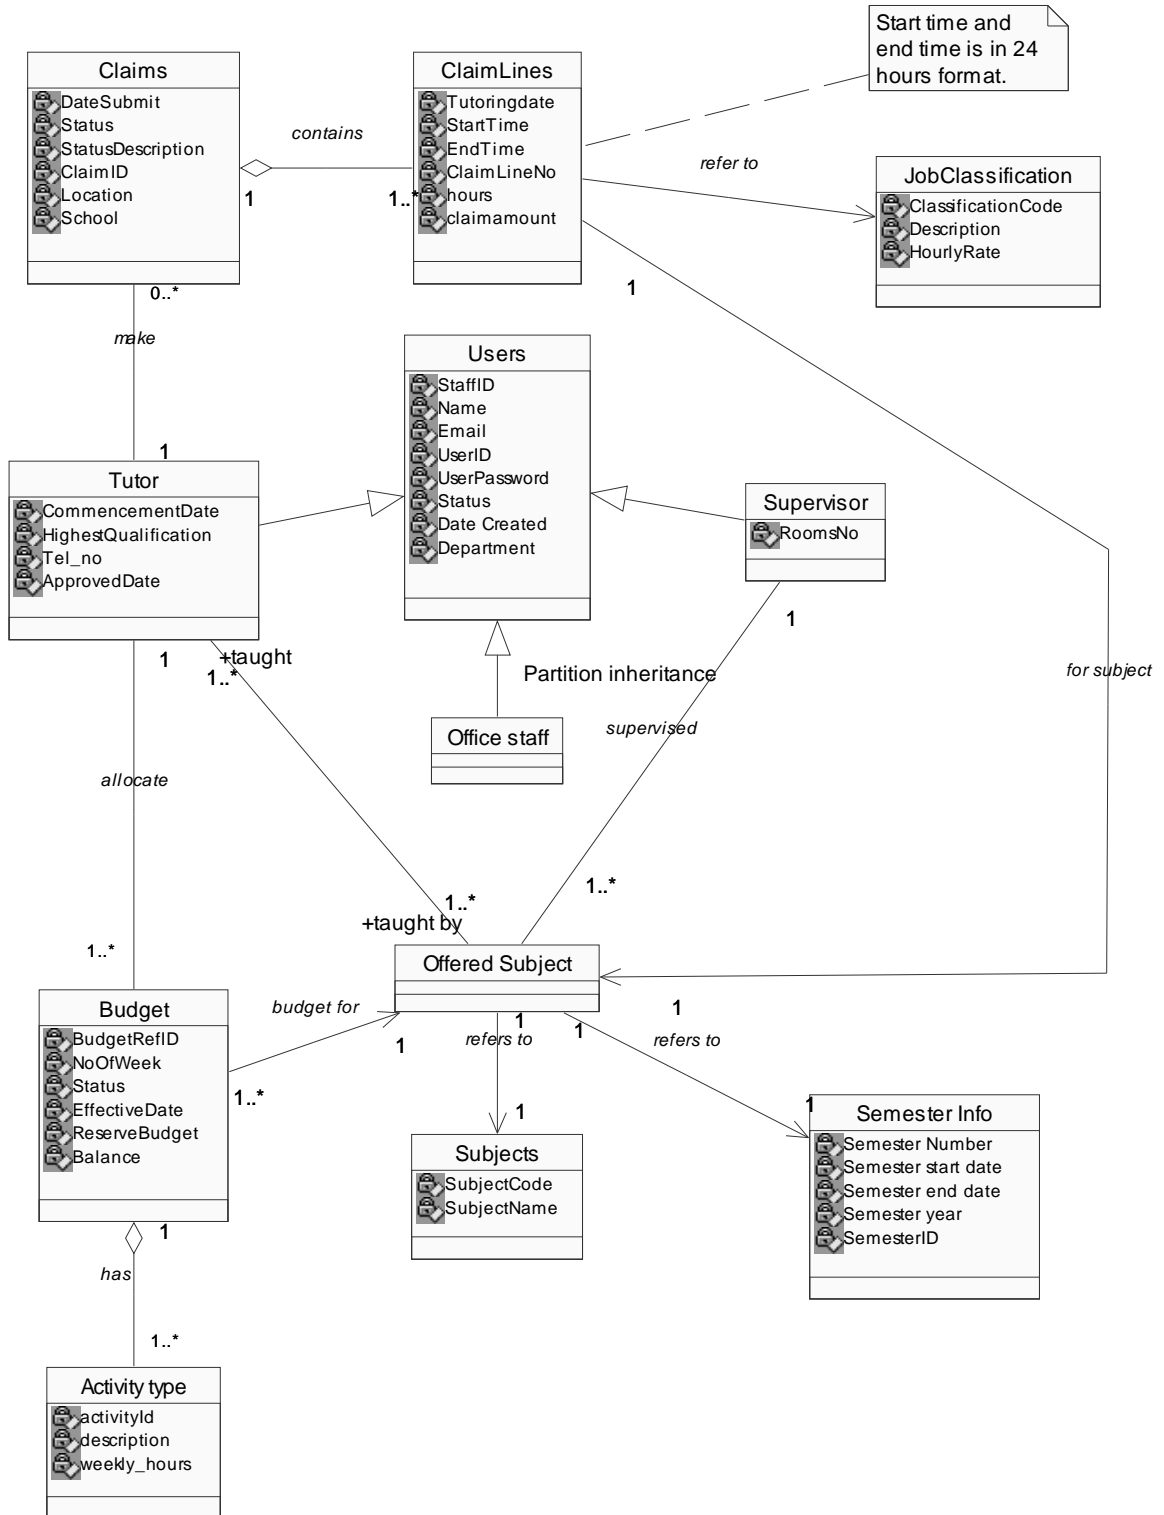 Start time and
end time is in 24
hours format.
Claims
DateSubmit
Status
StatusDescription
ClaimID
Location
School
contains
1
1..*
ClaimLines
Tutoringdate
StartTime
EndTime
ClaimLineNo
hours
claimamount
refer to
JobClassification
ClassificationCode
Description
HourlyRate
0..*
make
1
1
Users
StaffID
Name
Email
UserID
UserPassword
Status
Date Created
Department
Tutor
CommencementDate
HighestQualification
Tel_no
ApprovedDate
Supervisor
RoomsNo
1
+taught
1..*
1
Partition inheritance
for subject
Office staff
supervised
allocate
1..*
1..*
+taught by
1..*
Offered Subject
Budget
BudgetRefID
NoOfWeek
Status
EffectiveDate
ReserveBudget
Balance
budget for
1
1..*
1
refers to
1
refers to
1
1
1
Subjects
SubjectCode
SubjectName
Semester Info
Semester Number
Semester start date
Semester end date
Semester year
SemesterID
1
has
1..*
Activity type
activityId
description
weekly_hours